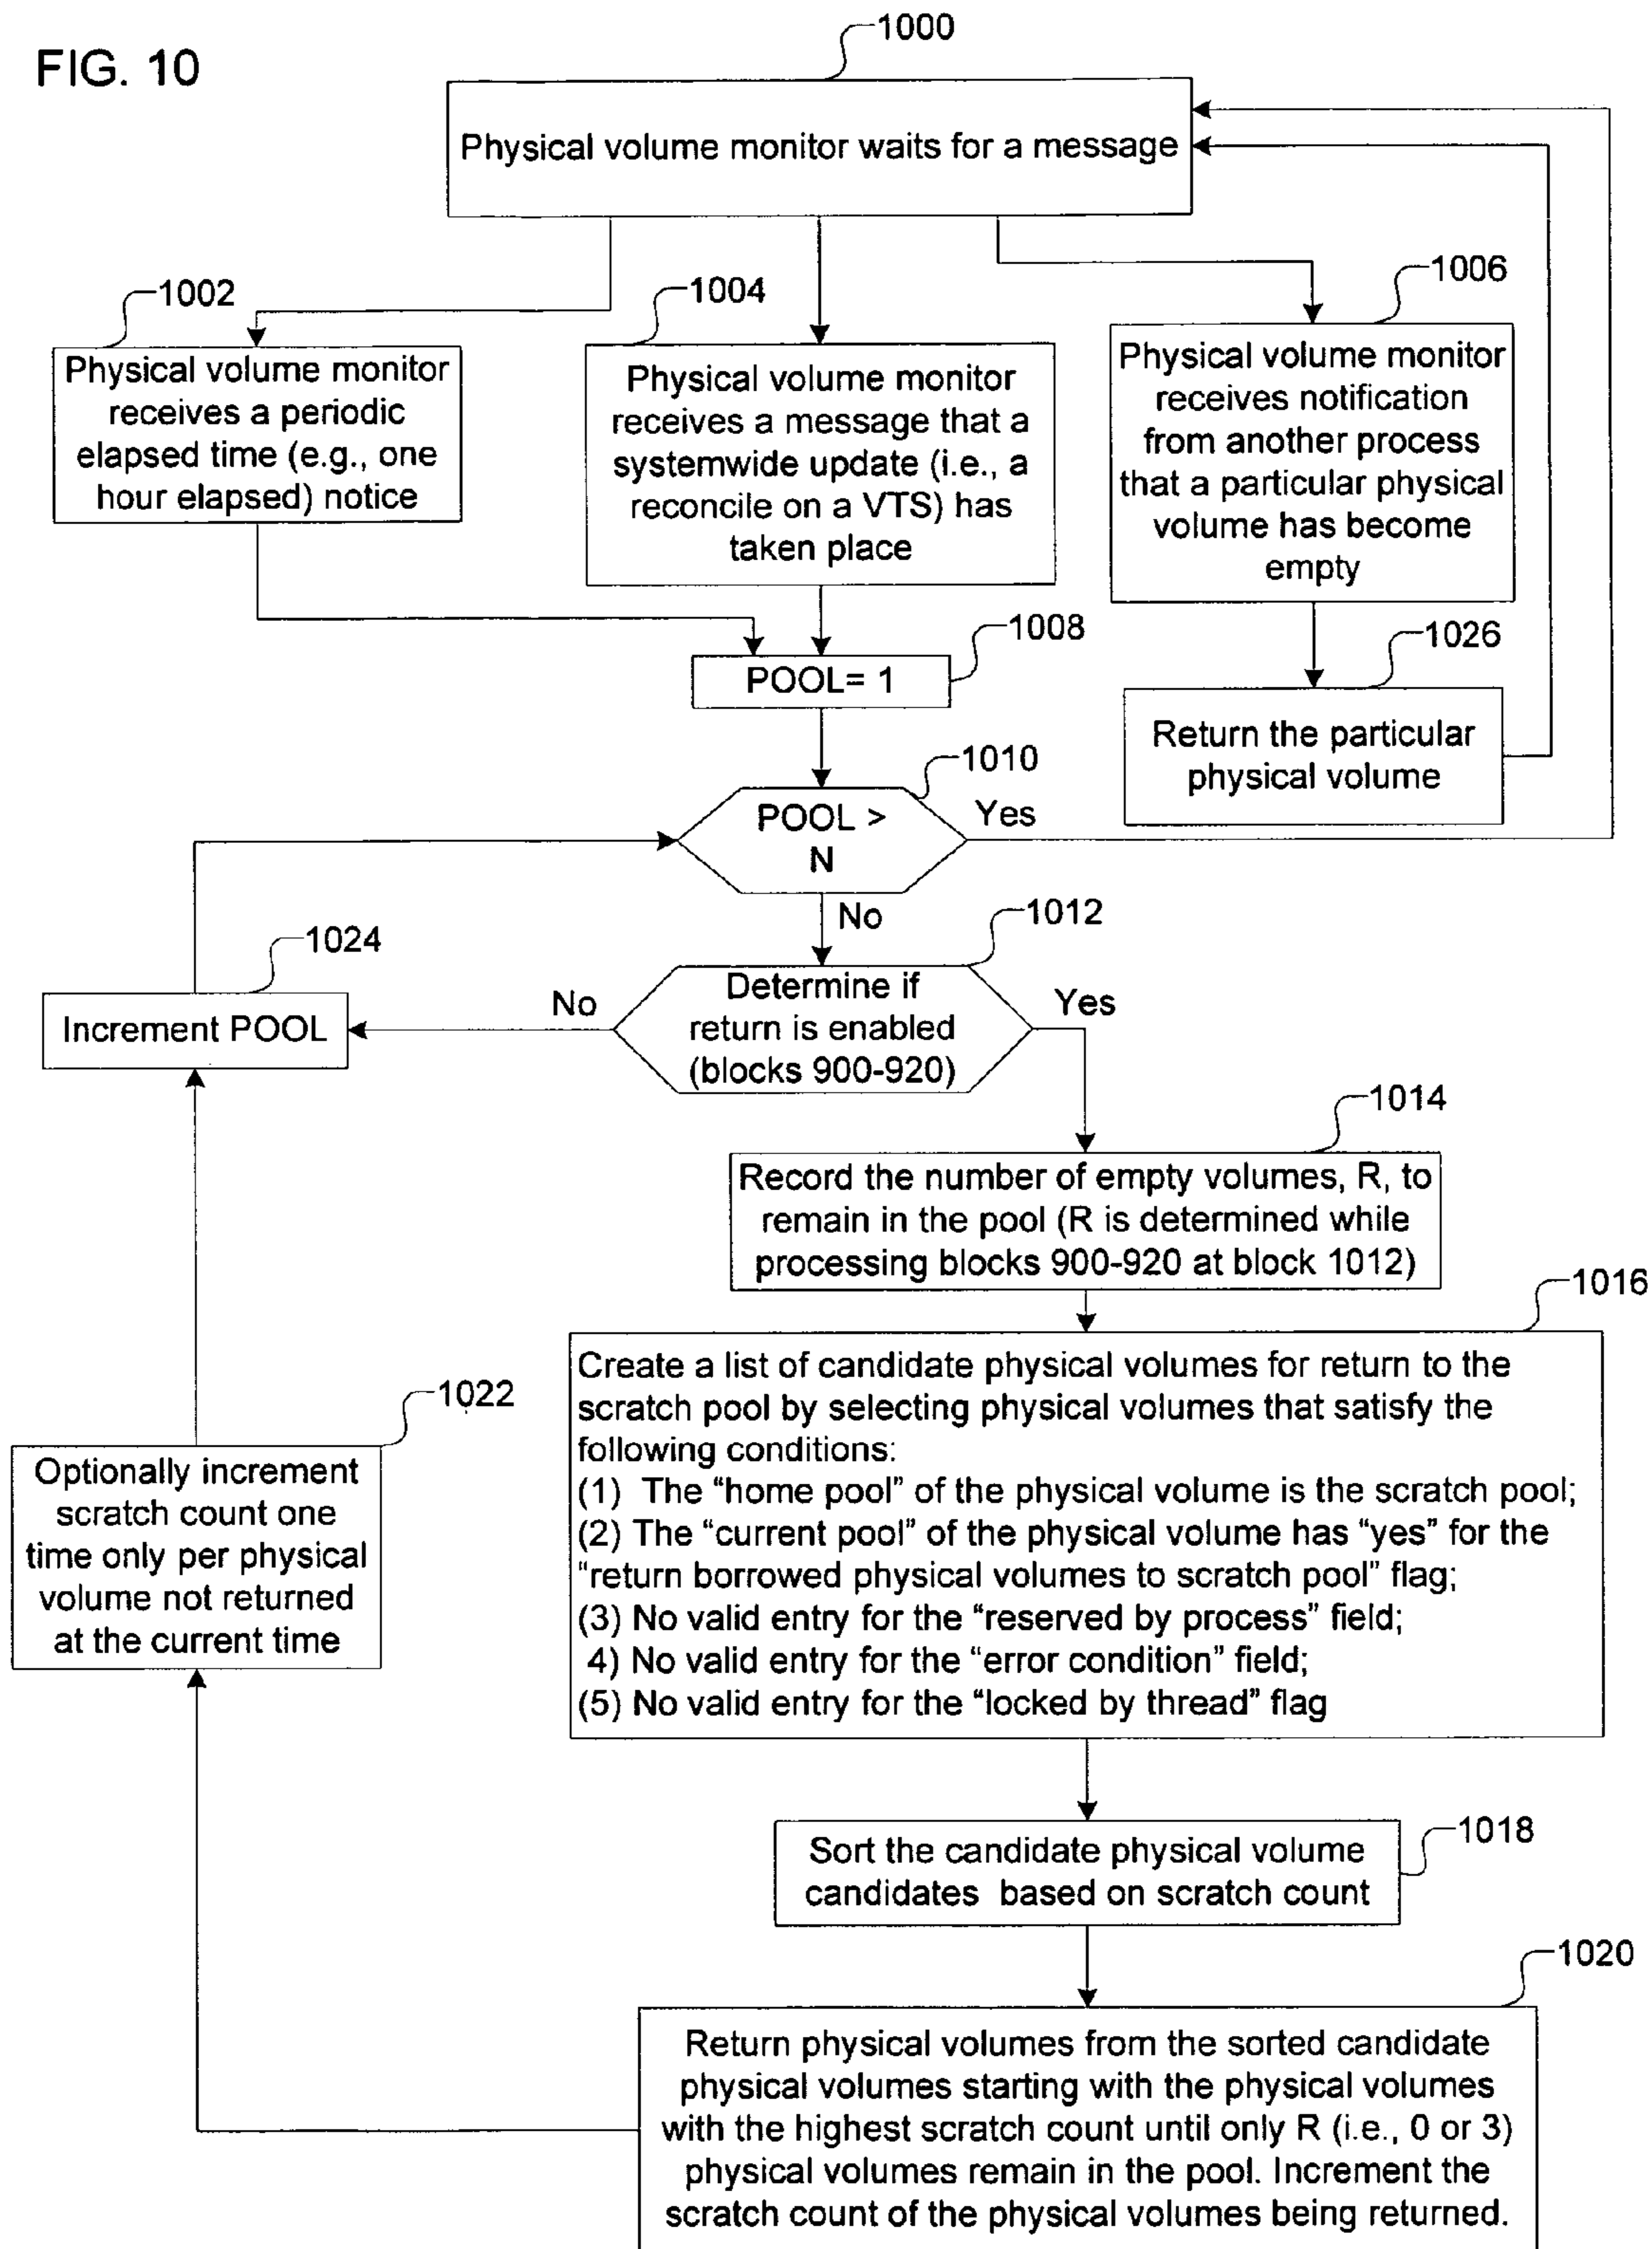 FIG. 10
1000
Physical volume monitor waits for a message
1002
Physical volume monitor
receives a periodic
elapsed time (e.g., one
hour elapsed) notice
1004
Physical volume monitor
receives a message that a
systemwide update (i.e., a
reconcile on a VTS) has
taken place
1006
Physical volume monitor
receives notification
from another process
that a particular physical
volume has become
empty
1008
POOL= 1
1026
Return the particular
physical volume
1010
POOL >
N
Yes
No
1012
Determine if
return is enabled
(blocks 900-920)
No
Yes
1024
Increment POOL
1014
Record the number of empty volumes, R, to
remain in the pool (R is determined while
processing blocks 900-920 at block 1012)
1016
Create a list of candidate physical volumes for return to the
scratch pool by selecting physical volumes that satisfy the
following conditions:
(1) The “home pool” of the physical volume is the scratch pool;
(2) The “current pool” of the physical volume has “yes” for the
“return borrowed physical volumes to scratch pool” flag;
(3) No valid entry for the “reserved by process” field;
4) No valid entry for the “error condition” field;
(5) No valid entry for the “locked by thread” flag
1022
Optionally increment
scratch count one
time only per physical
volume not returned
at the current time
1018
Sort the candidate physical volume
candidates based on scratch count
1020
Return physical volumes from the sorted candidate
physical volumes starting with the physical volumes
with the highest scratch count until only R (i.e., 0 or 3)
physical volumes remain in the pool. Increment the
scratch count of the physical volumes being returned.